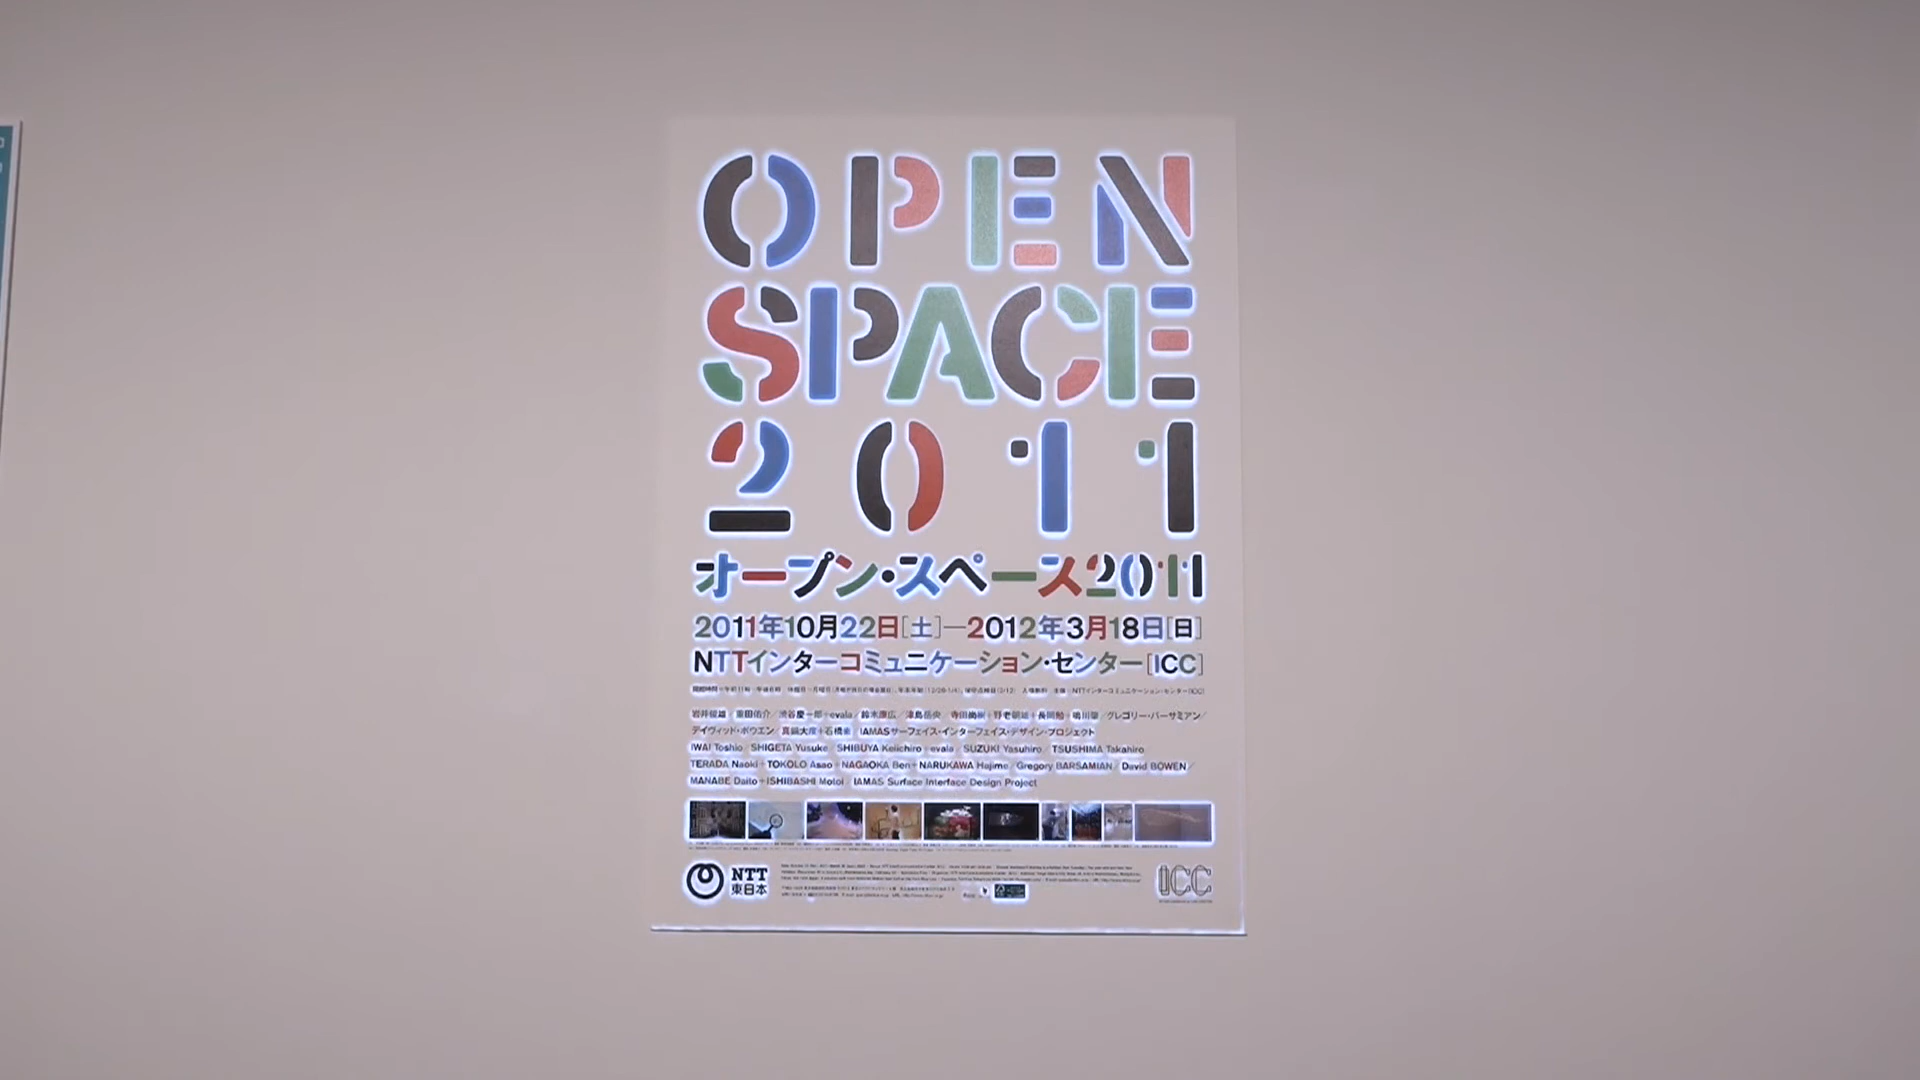 OPEN
SPACE
2011
オープン・スペース2011
2011年10月22日[土]—2012年3月18日[日]
NTTインターコミュニケーション・センター[ICC]
岩井俊雄／重田佑介／渋谷慶一郎+evala／鈴木康広／津島岳央／寺田尚樹+野老朝雄+長岡勉+鳴川肇／グレゴリー・バーサミアン／
デイヴィッド・ボウエン／真鍋大度+石橋素／IAMASサーフェイス・インターフェイス・デザイン・プロジェクト
IWAI Toshio／SHIGETA Yusuke／SHIBUYA Keiichiro+evala／SUZUKI Yasuhiro／TSUSHIMA Takahiro
TERADA Naoki+TOKOLO Asao+NAGAOKA Ben+NARUKAWA Hajime／Gregory BARSAMIAN／David BOWEN／
MANABE Daito+ISHIBASHI Motoi／IAMAS Surface Interface Design Project
NTT
東日本
ICC